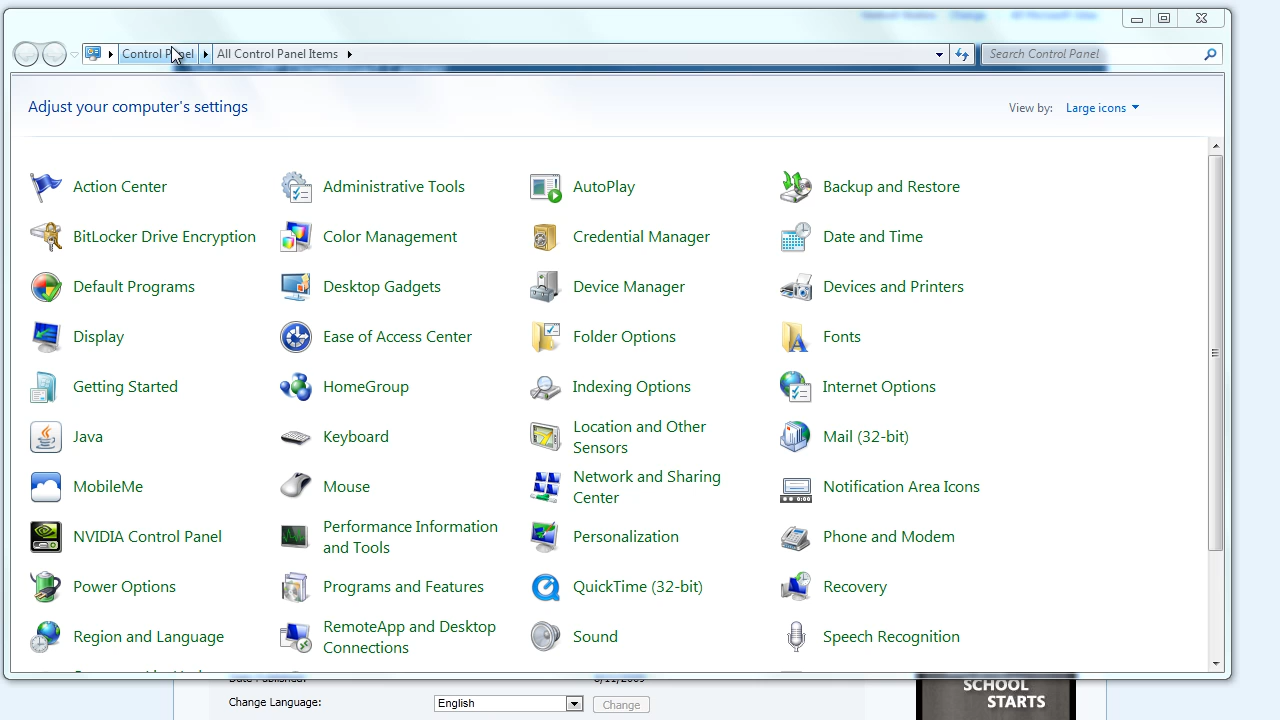 Control Panel
All Control Panel Items
Search Control Panel
Adjust your computer's settings
View by:
Large icons
Action Center
Administrative Tools
AutoPlay
Backup and Restore
BitLocker Drive Encryption
Color Management
Credential Manager
Date and Time
Default Programs
Desktop Gadgets
Device Manager
Devices and Printers
Display
Ease of Access Center
Folder Options
Fonts
Getting Started
HomeGroup
Indexing Options
Internet Options
Java
Keyboard
Location and Other
Sensors
Mail (32-bit)
MobileMe
Mouse
Network and Sharing
Center
Notification Area Icons
NVIDIA Control Panel
Performance Information
and Tools
Personalization
Phone and Modem
Power Options
Programs and Features
QuickTime (32-bit)
Recovery
Region and Language
RemoteApp and Desktop
Connections
Sound
Speech Recognition
Change Language:
English
Change
SCHOOL
STARTS